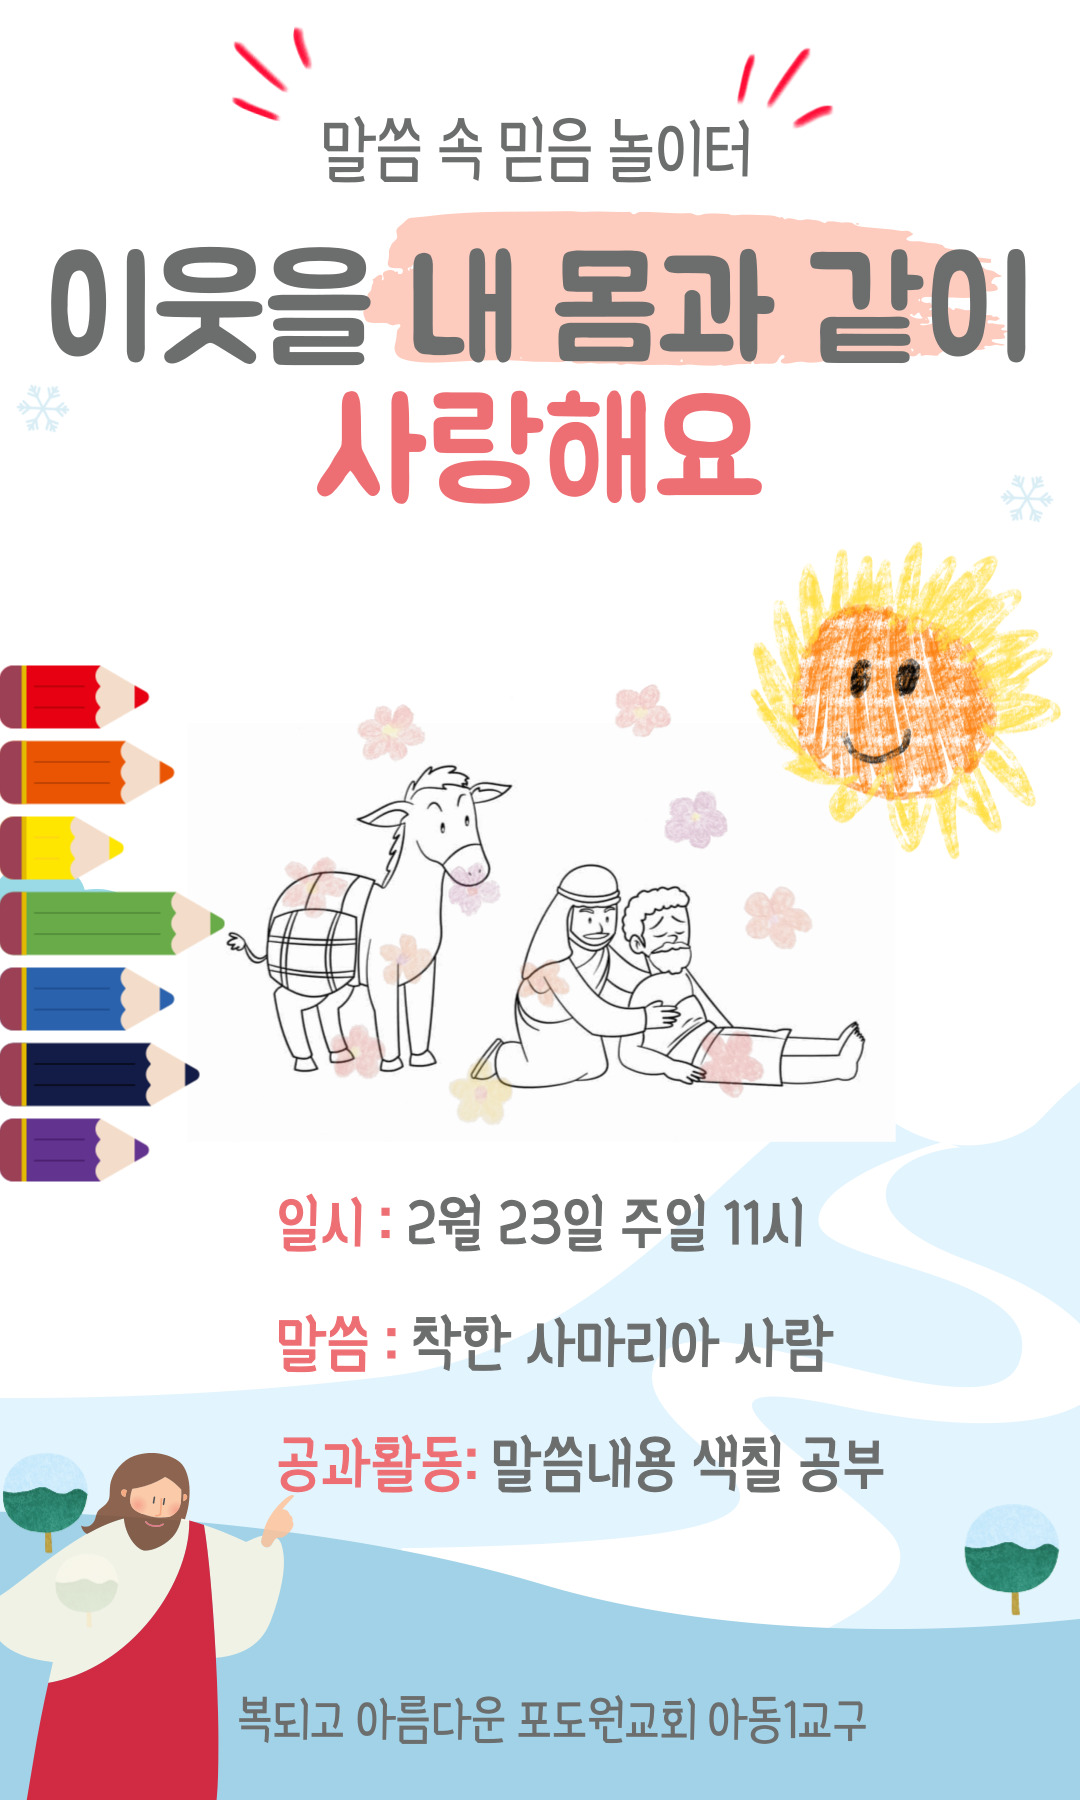 말씀 속 믿음 놀이터
이웃을 내 몸과 같이
사랑해요
일시 : 2월 23일 주일 11시
말씀 : 착한 사마리아 사람
공과활동: 말씀내용 색칠 공부
복되고 아름다운 포도원교회 아동1교구